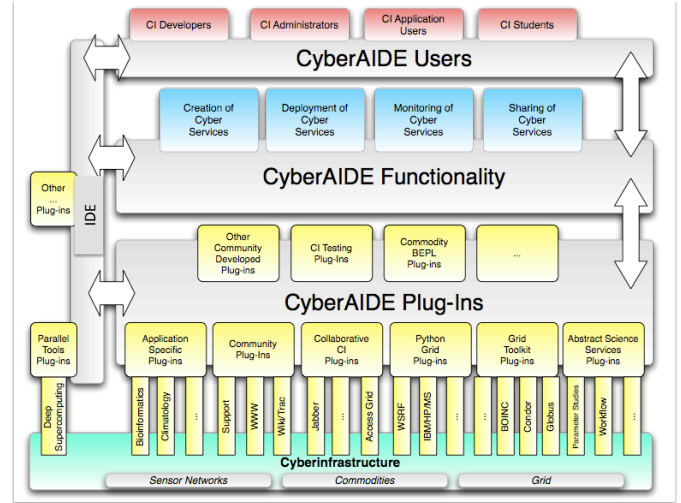 CI Developers
CI Administrators
CI Application
Users
CI Students
CyberAIDE Users
Creation of
Cyber
Services
Deployment of
Cyber
Services
Monitoring of
Cyber
Services
Sharing of
Cyber
Services
CyberAIDE Functionality
Other
...
Plug-ins
IDE
Other
Community
Developed
Plug-ins
CI Testing
Plug-Ins
Commodity
BEPL
Plug-ins
...
CyberAIDE Plug-Ins
Parallel
Tools
Plug-ins
Application
Specific
Plug-ins
Community
Plug-Ins
Collaborative
CI
Plug-ins
Python
Grid
Plug-ins
Grid
Toolkit
Plug-ins
Abstract Science
Services
Plug-ins
Deep
Supercomputing
Bioinformatics
Climatology
...
Support
WWW
Wiki/Trac
Jabber
...
Access Grid
WSRF
IBM/HP/MS
...
...
BOINC
Condor
Globus
Parameter Studies
Workflow
...
Cyberinfrastructure
Sensor Networks
Commodities
Grid